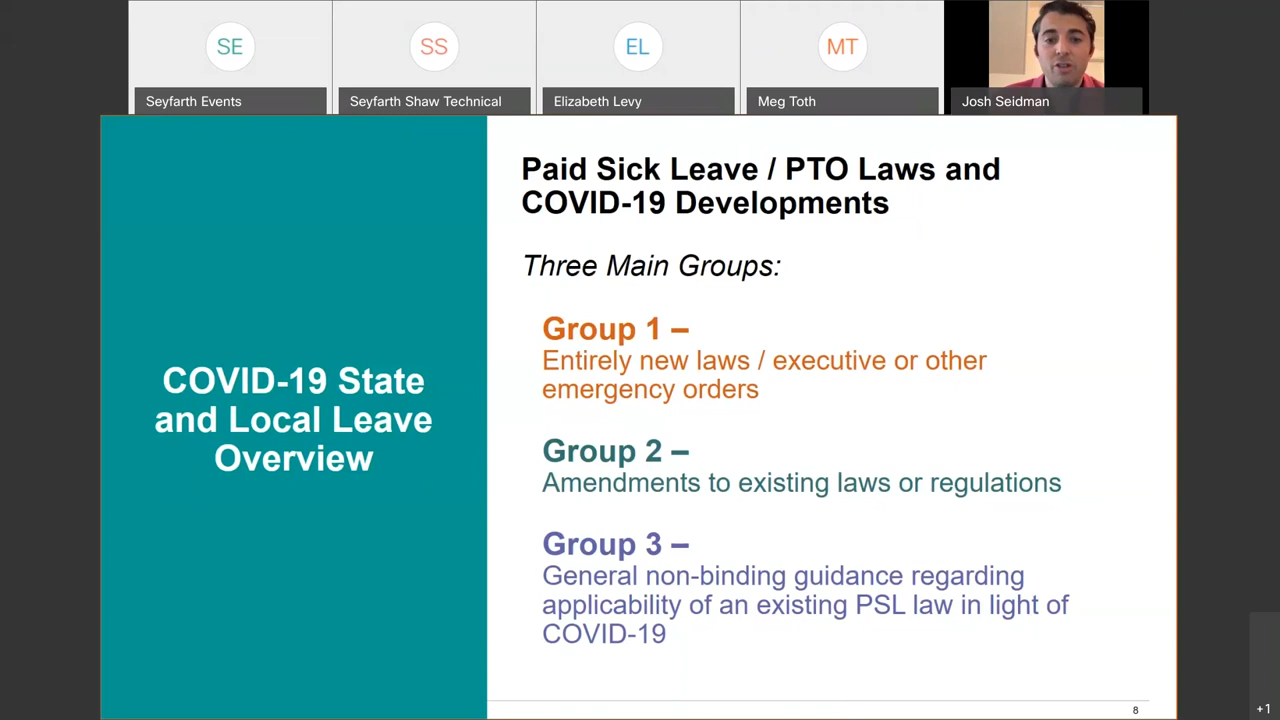 SE
SS
EL
MT
Seyfarth Events
Seyfarth Shaw Technical
Elizabeth Levy
Meg Toth
Josh Seidman
COVID-19 State
and Local Leave
Overview
Paid Sick Leave / PTO Laws and
COVID-19 Developments
Three Main Groups:
Group 1 –
Entirely new laws / executive or other
emergency orders
Group 2 –
Amendments to existing laws or regulations
Group 3 –
General non-binding guidance regarding
applicability of an existing PSL law in light of
COVID-19
8
+1